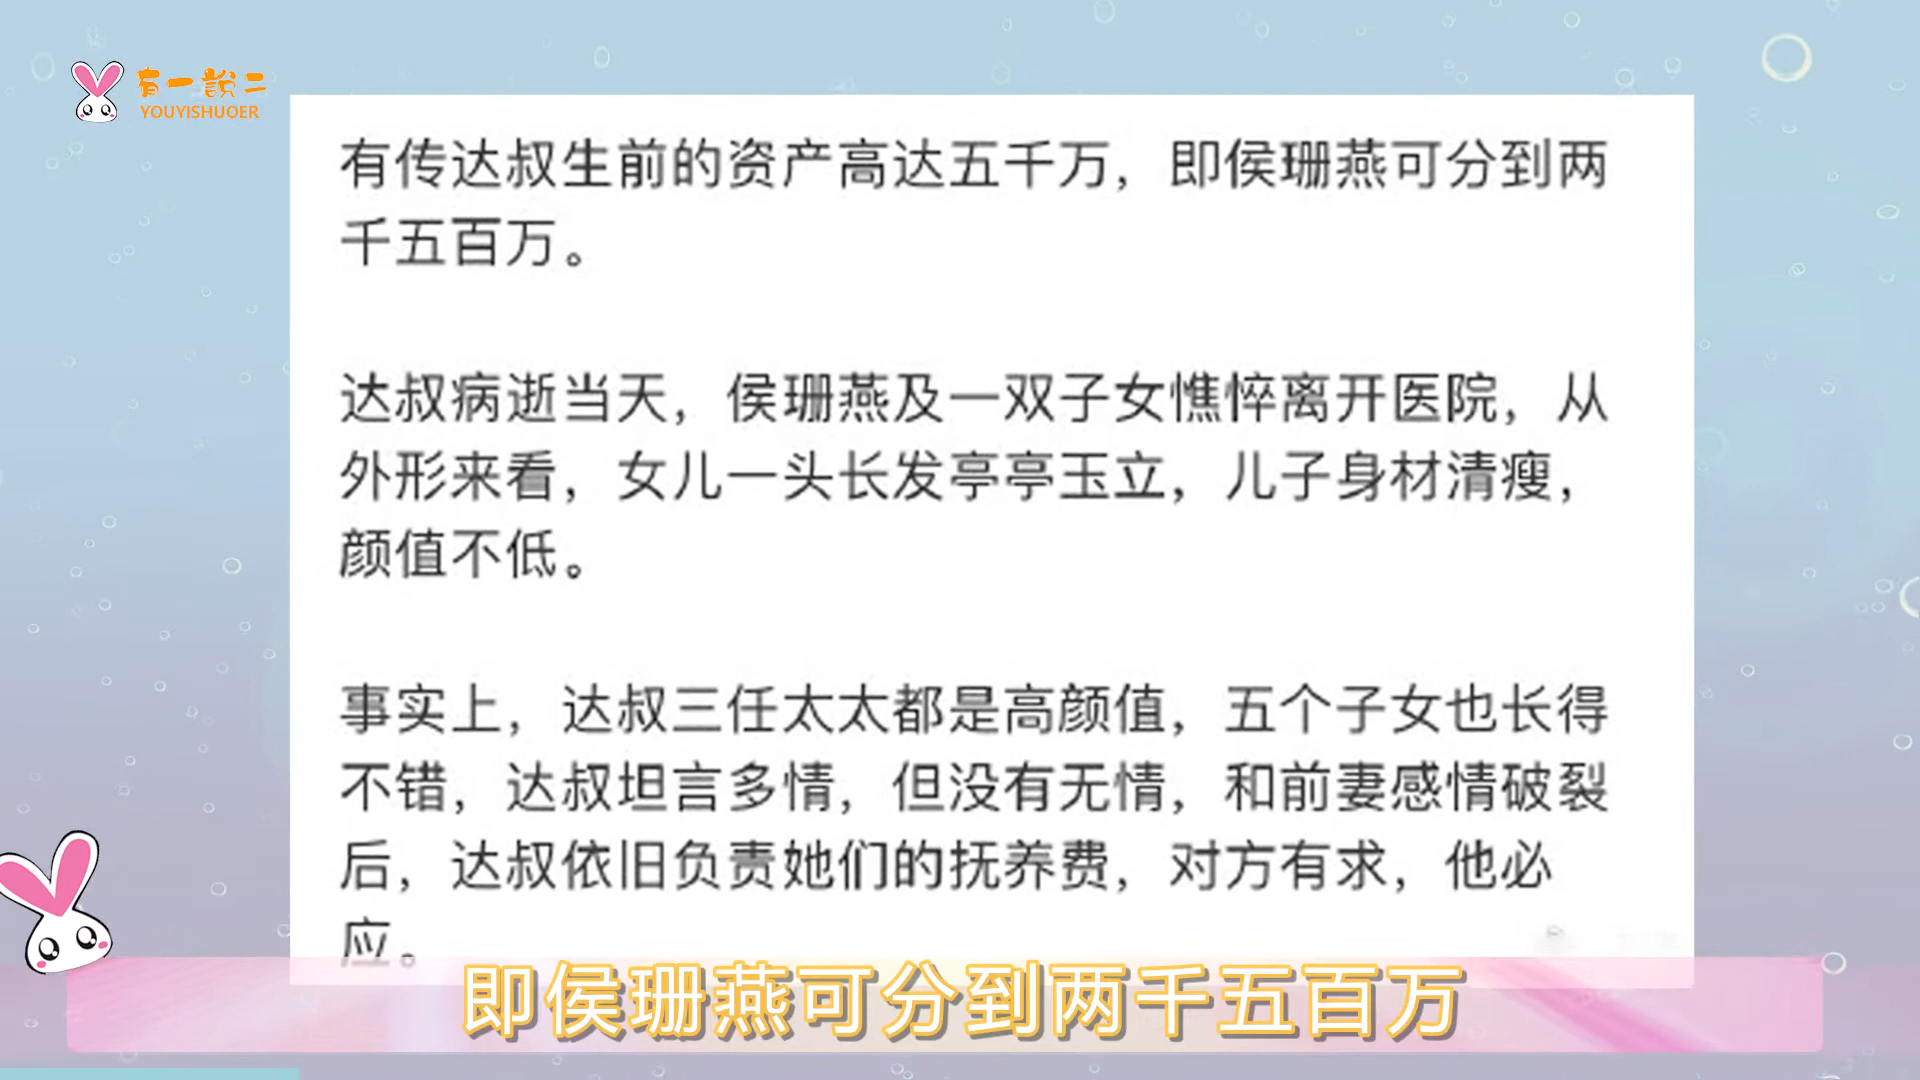 有一説二
YOUYISHUOER
有传达叔生前的资产高达五千万，即侯珊燕可分到两
千五百万。
达叔病逝当天，侯珊燕及一双子女憔悴离开医院，从
外形来看，女儿一头长发亭亭玉立，儿子身材清瘦，
颜值不低。
事实上，达叔三任太太都是高颜值，五个子女也长得
不错，达叔坦言多情，但没有无情，和前妻感情破裂
后，达叔依旧负责她们的抚养费，对方有求，他必
应。
即侯珊燕可分到两千五百万